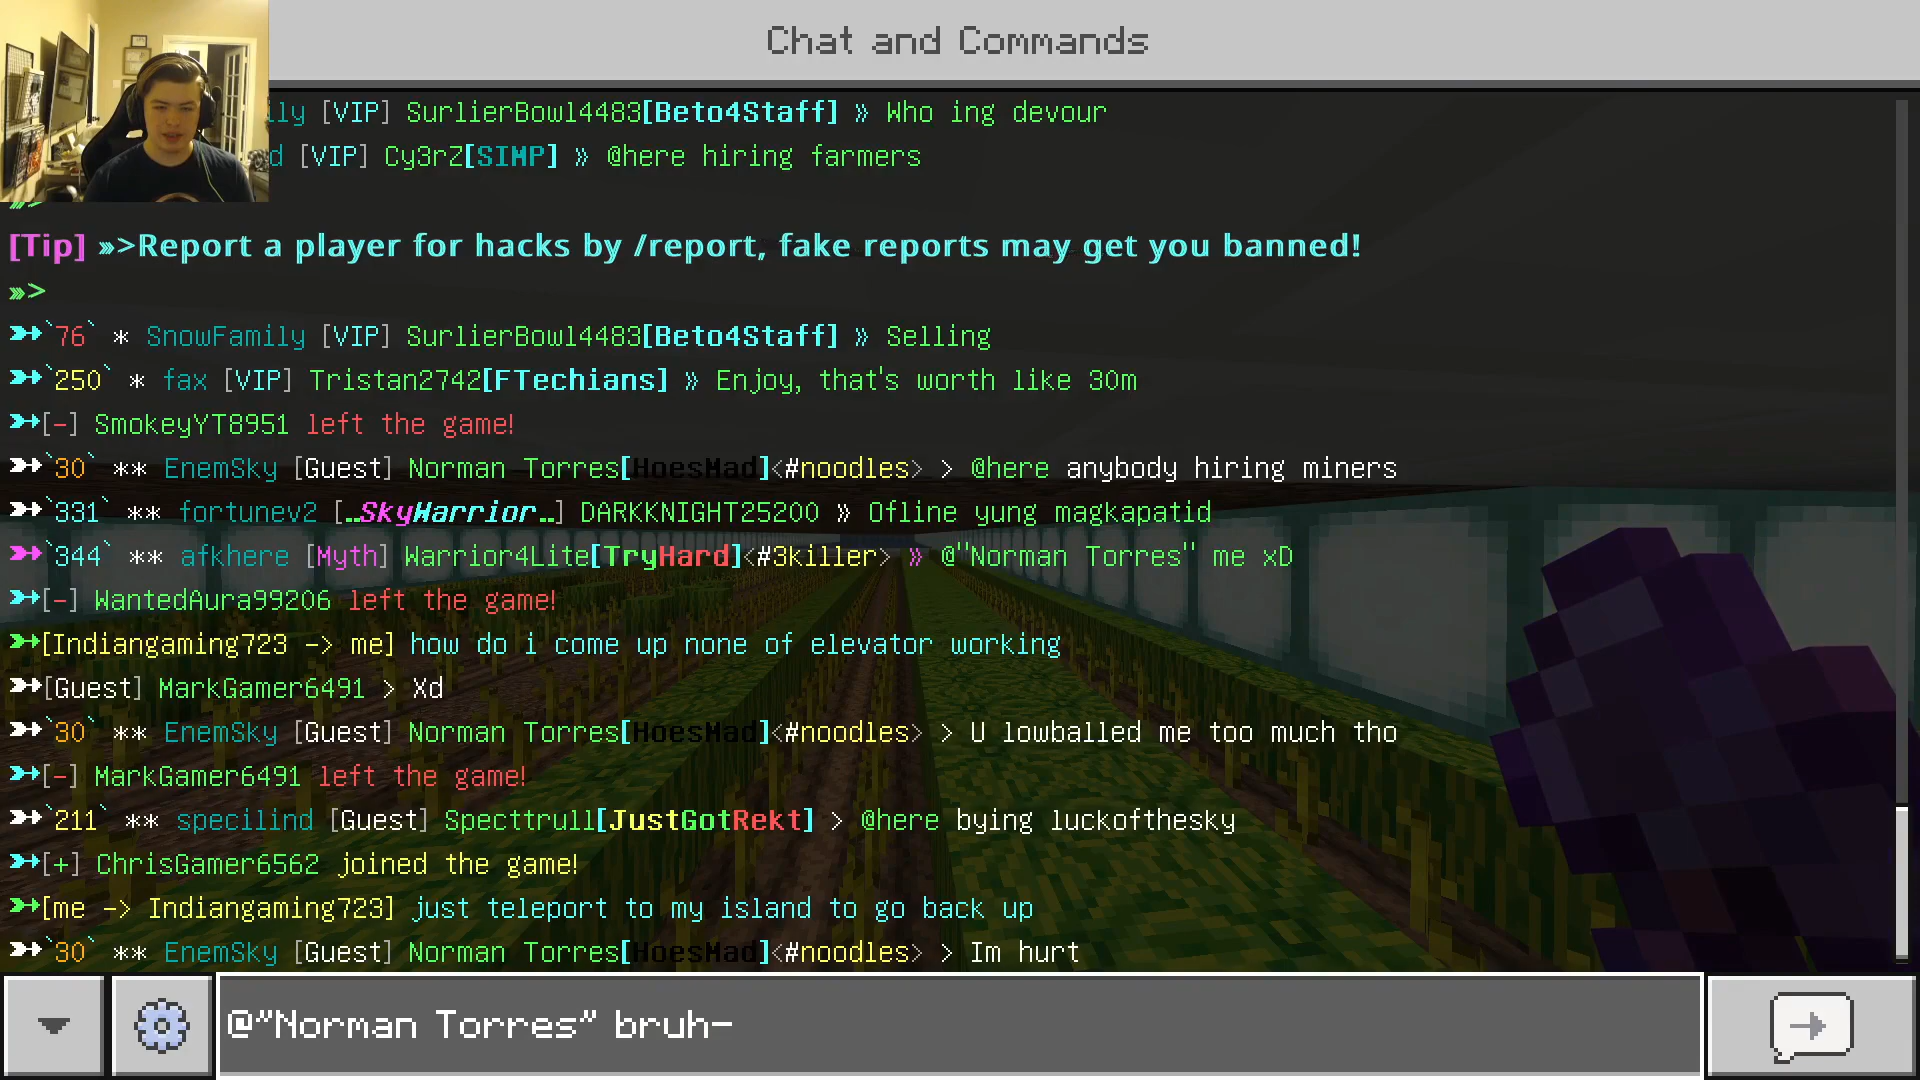 Chat and Commands
ily [VIP] SurlierBowl4483[Beto4Staff] » Who ing devour
d [VIP] Cy3rZ[SIMP] » @here hiring farmers
[Tip] »>Report a player for hacks by /report, fake reports may get you banned!
»>
`76` * SnowFamily [VIP] SurlierBowl4483[Beto4Staff] » Selling
`250` * fax [VIP] Tristan2742[FTechians] » Enjoy, that's worth like 30m
[-] SmokeyYT8951 left the game!
`30` ** EnemSky [Guest] Norman Torres[HoesMad]<#noodles> > @here anybody hiring miners
`331` ** fortunev2 [..SkyWarrior..] DARKKNIGHT25200 » Ofline yung magkapatid
`344` ** afkhere [Myth] Warrior4Lite[TryHard]<#3killer> » @"Norman Torres" me xD
[-] WantedAura99206 left the game!
[Indiangaming723 -> me] how do i come up none of elevator working
[Guest] MarkGamer6491 > Xd
`30` ** EnemSky [Guest] Norman Torres[HoesMad]<#noodles> > U lowballed me too much tho
[-] MarkGamer6491 left the game!
`211` ** specilind [Guest] Specttrull[JustGotRekt] > @here bying luckofthesky
[+] ChrisGamer6562 joined the game!
[me -> Indiangaming723] just teleport to my island to go back up
`30` ** EnemSky [Guest] Norman Torres[HoesMad]<#noodles> > Im hurt
@"Norman Torres" bruh-